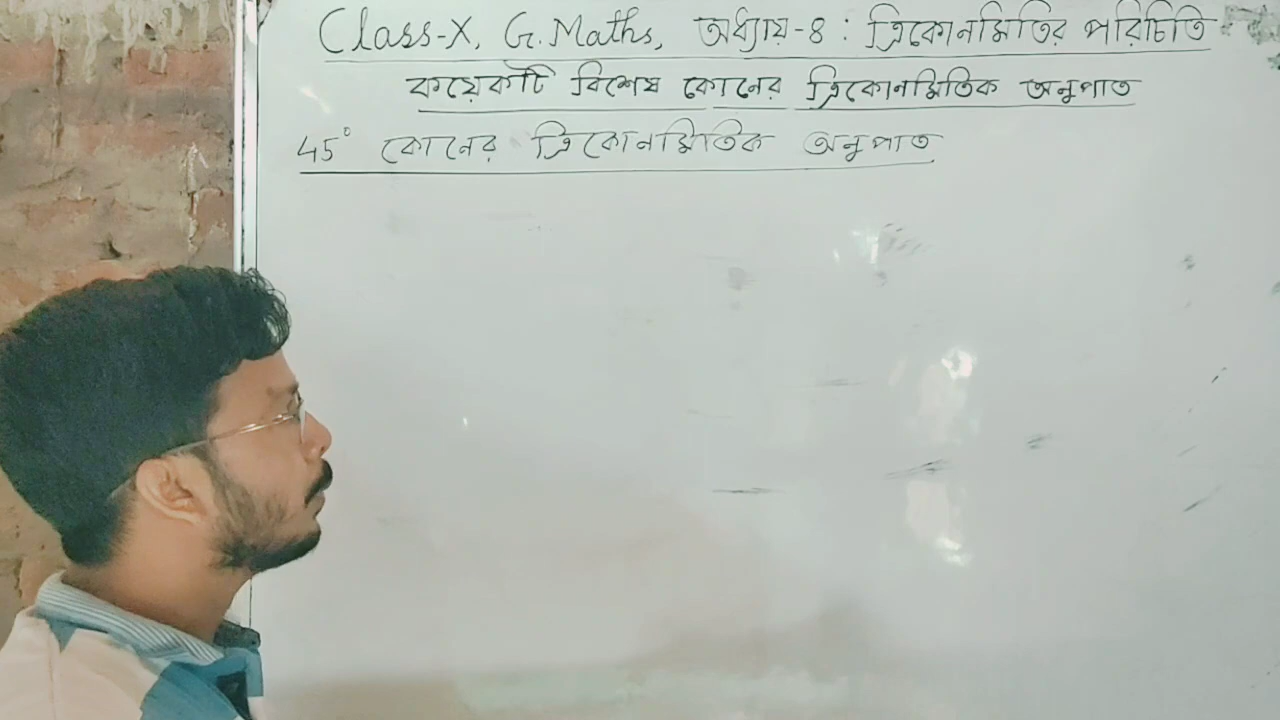 Class-X, G. Maths, অধ্যায়-8 : ত্রিকোনমিতির পরিচিতি
কয়েকটি বিশেষ কোনের ত্রিকোনমিতিক অনুপাত
45° কোনের ত্রিকোনমিতিক অনুপাত